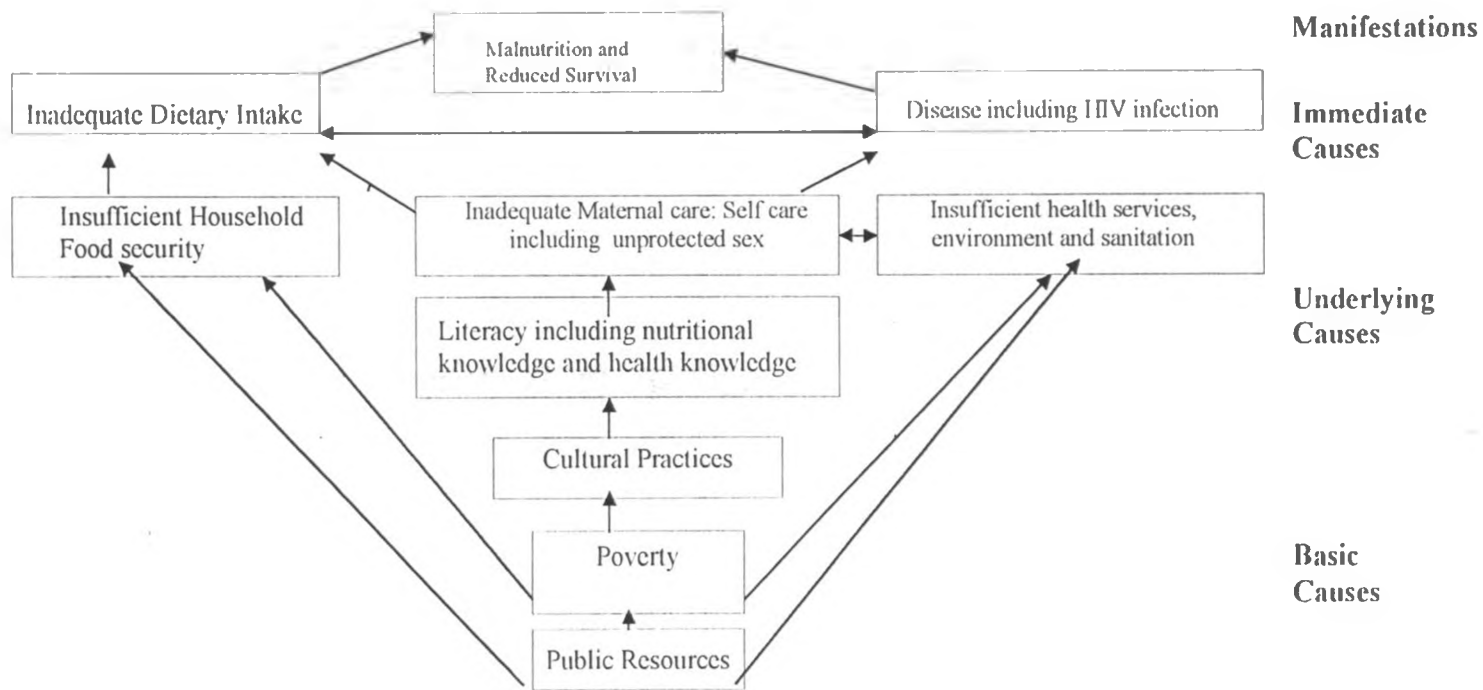 Manifestations
Malnutrition and
Reduced Survival
Inadequate Dietary Intake
Disease including HIV infection
Immediate
Causes
Insufficient Household
Food security
Inadequate Maternal care: Self care
including unprotected sex
Insufficient health services,
environment and sanitation
Underlying
Causes
Literacy including nutritional
knowledge and health knowledge
Cultural Practices
Poverty
Basic
Causes
Public Resources